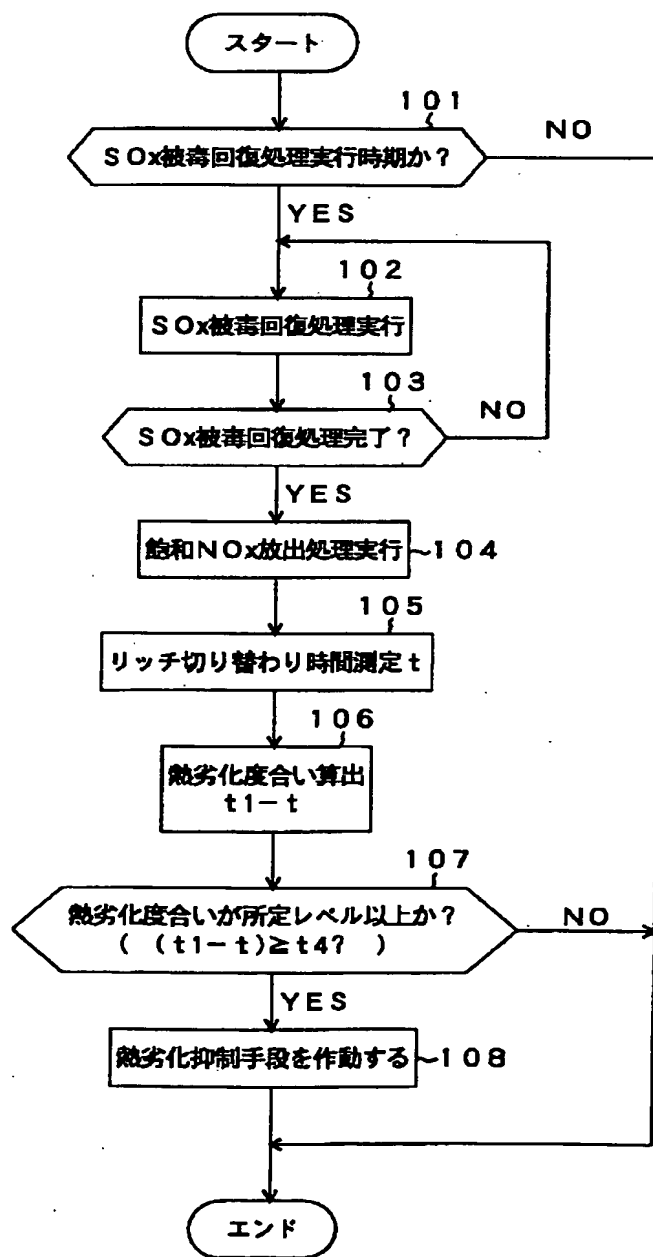 スタート
101
SOx被毒回復処理実行時期か?
NO
YES
102
SOx被毒回復処理実行
103
SOx被毒回復処理完了?
NO
YES
飽和NOx放出処理実行
104
105
リッチ切り替わり時間測定t
106
熱劣化度合い算出
t1-t
107
熱劣化度合いが所定レベル以上か?
( (t1-t)≧t4? )
NO
YES
熱劣化抑制手段を作動する
108
エンド